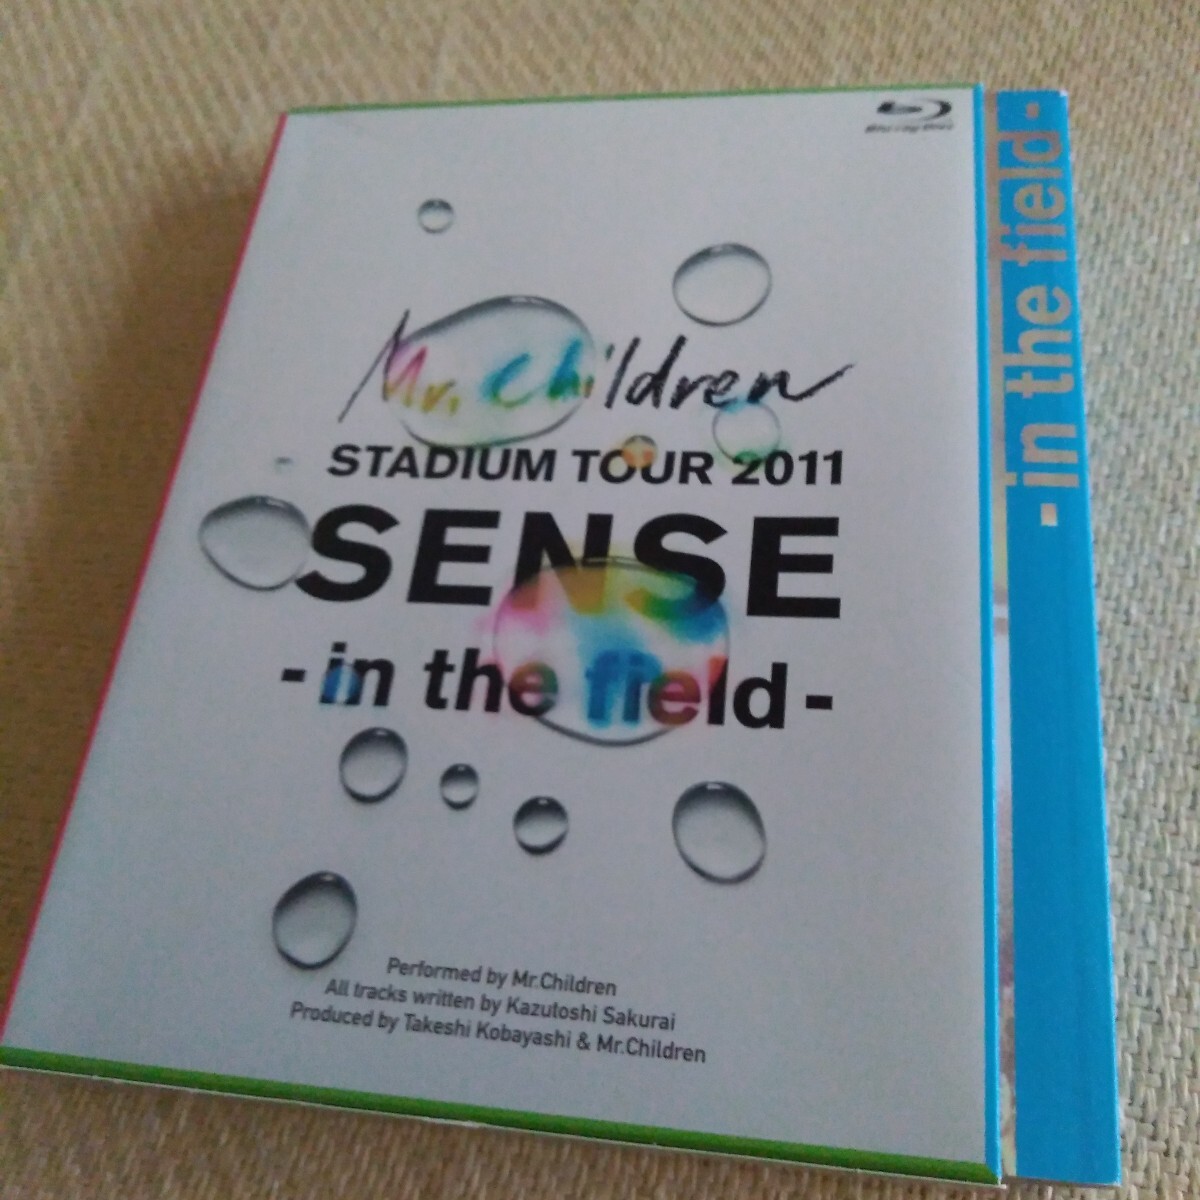 Blu-ray Disc
Mr.Children
STADIUM TOUR 2011
SENSE
- in the field -
Performed by Mr.Children
All tracks written by Kazutoshi Sakurai
Produced by Takeshi Kobayashi & Mr.Children
- in the field -